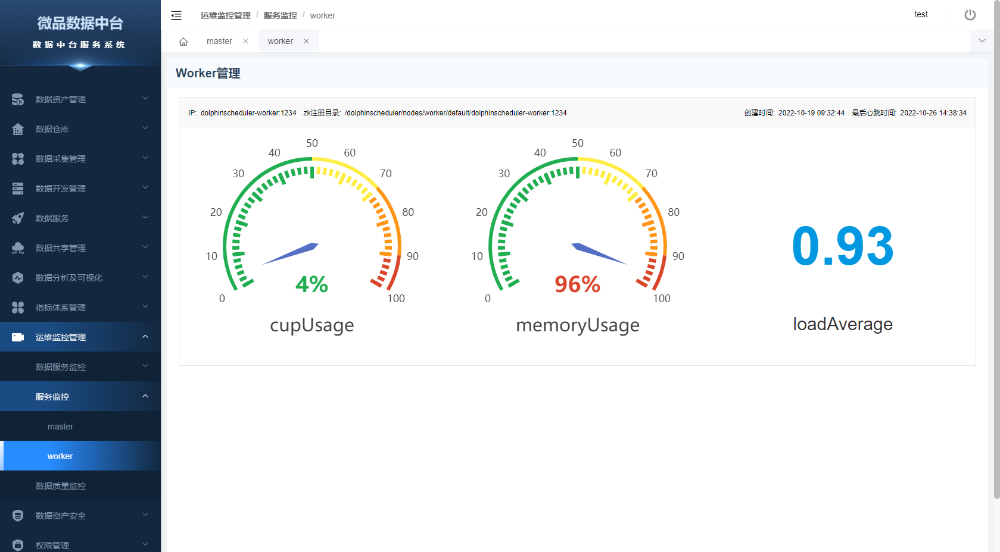 微品数据中台
数据中台服务系统
数据资产管理
数据仓库
数据采集管理
数据开发管理
数据服务
数据共享管理
数据分析及可视化
指标体系管理
运维监控管理
数据服务监控
服务监控
master
worker
数据质量监控
数据资产安全
权限管理
运维监控管理 / 服务监控 / worker
test
master
worker
Worker管理
IP: dolphinscheduler-worker:1234 zk注册目录: /dolphinscheduler/nodes/worker/default/dolphinscheduler-worker:1234
创建时间: 2022-10-19 09:32:44 最后心跳时间: 2022-10-26 14:38:34
0
10
20
30
40
50
60
70
80
90
100
4%
cupUsage
0
10
20
30
40
50
60
70
80
90
100
96%
memoryUsage
0.93
loadAverage